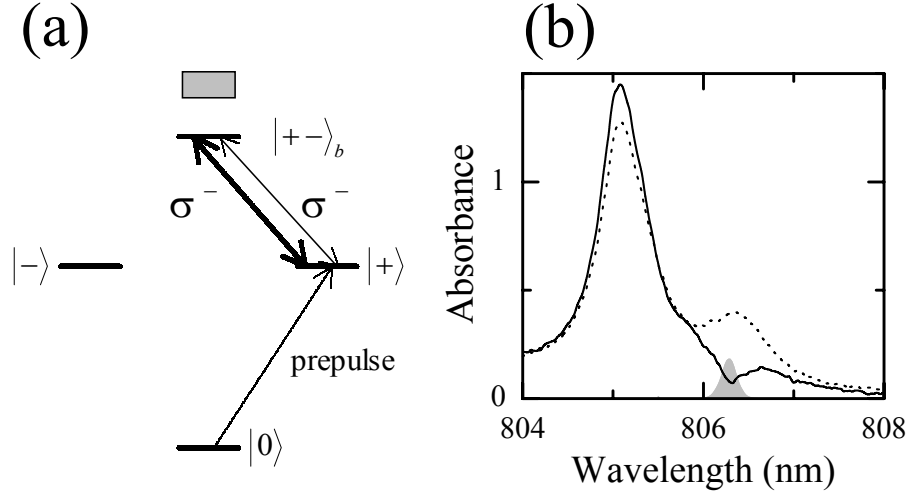 (a)
|+−⟩b
σ− σ−
|−⟩ |+⟩
prepulse
|0⟩
(b)
Absorbance
1
0
804 806 808
Wavelength (nm)